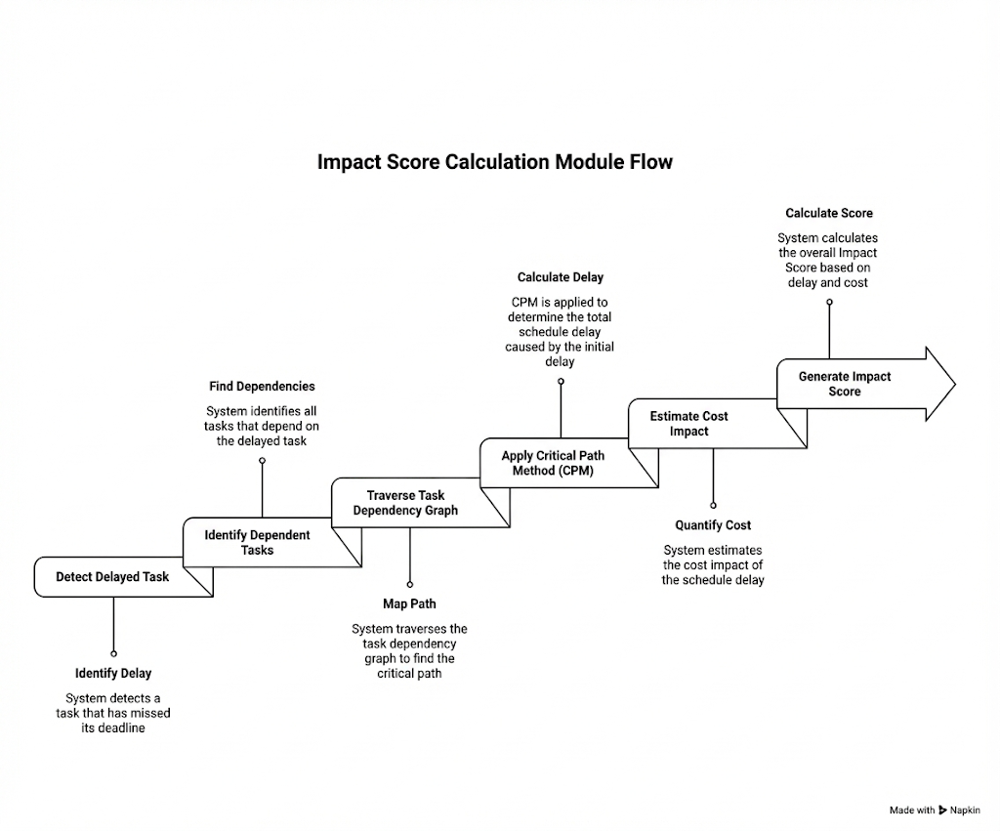 Impact Score Calculation Module Flow
Calculate Score
System calculates
the overall Impact
Score based on
delay and cost
Calculate Delay
CPM is applied to
determine the total
schedule delay
caused by the initial
delay
Generate Impact
Score
Find Dependencies
System identifies all
tasks that depend on
the delayed task
Estimate Cost
Impact
Apply Critical Path
Method (CPM)
Traverse Task
Dependency Graph
Quantify Cost
System estimates
the cost impact of
the schedule delay
Identify Dependent
Tasks
Detect Delayed Task
Map Path
System traverses the
task dependency
graph to find the
critical path
Identify Delay
System detects a
task that has missed
its deadline
Made with Napkin